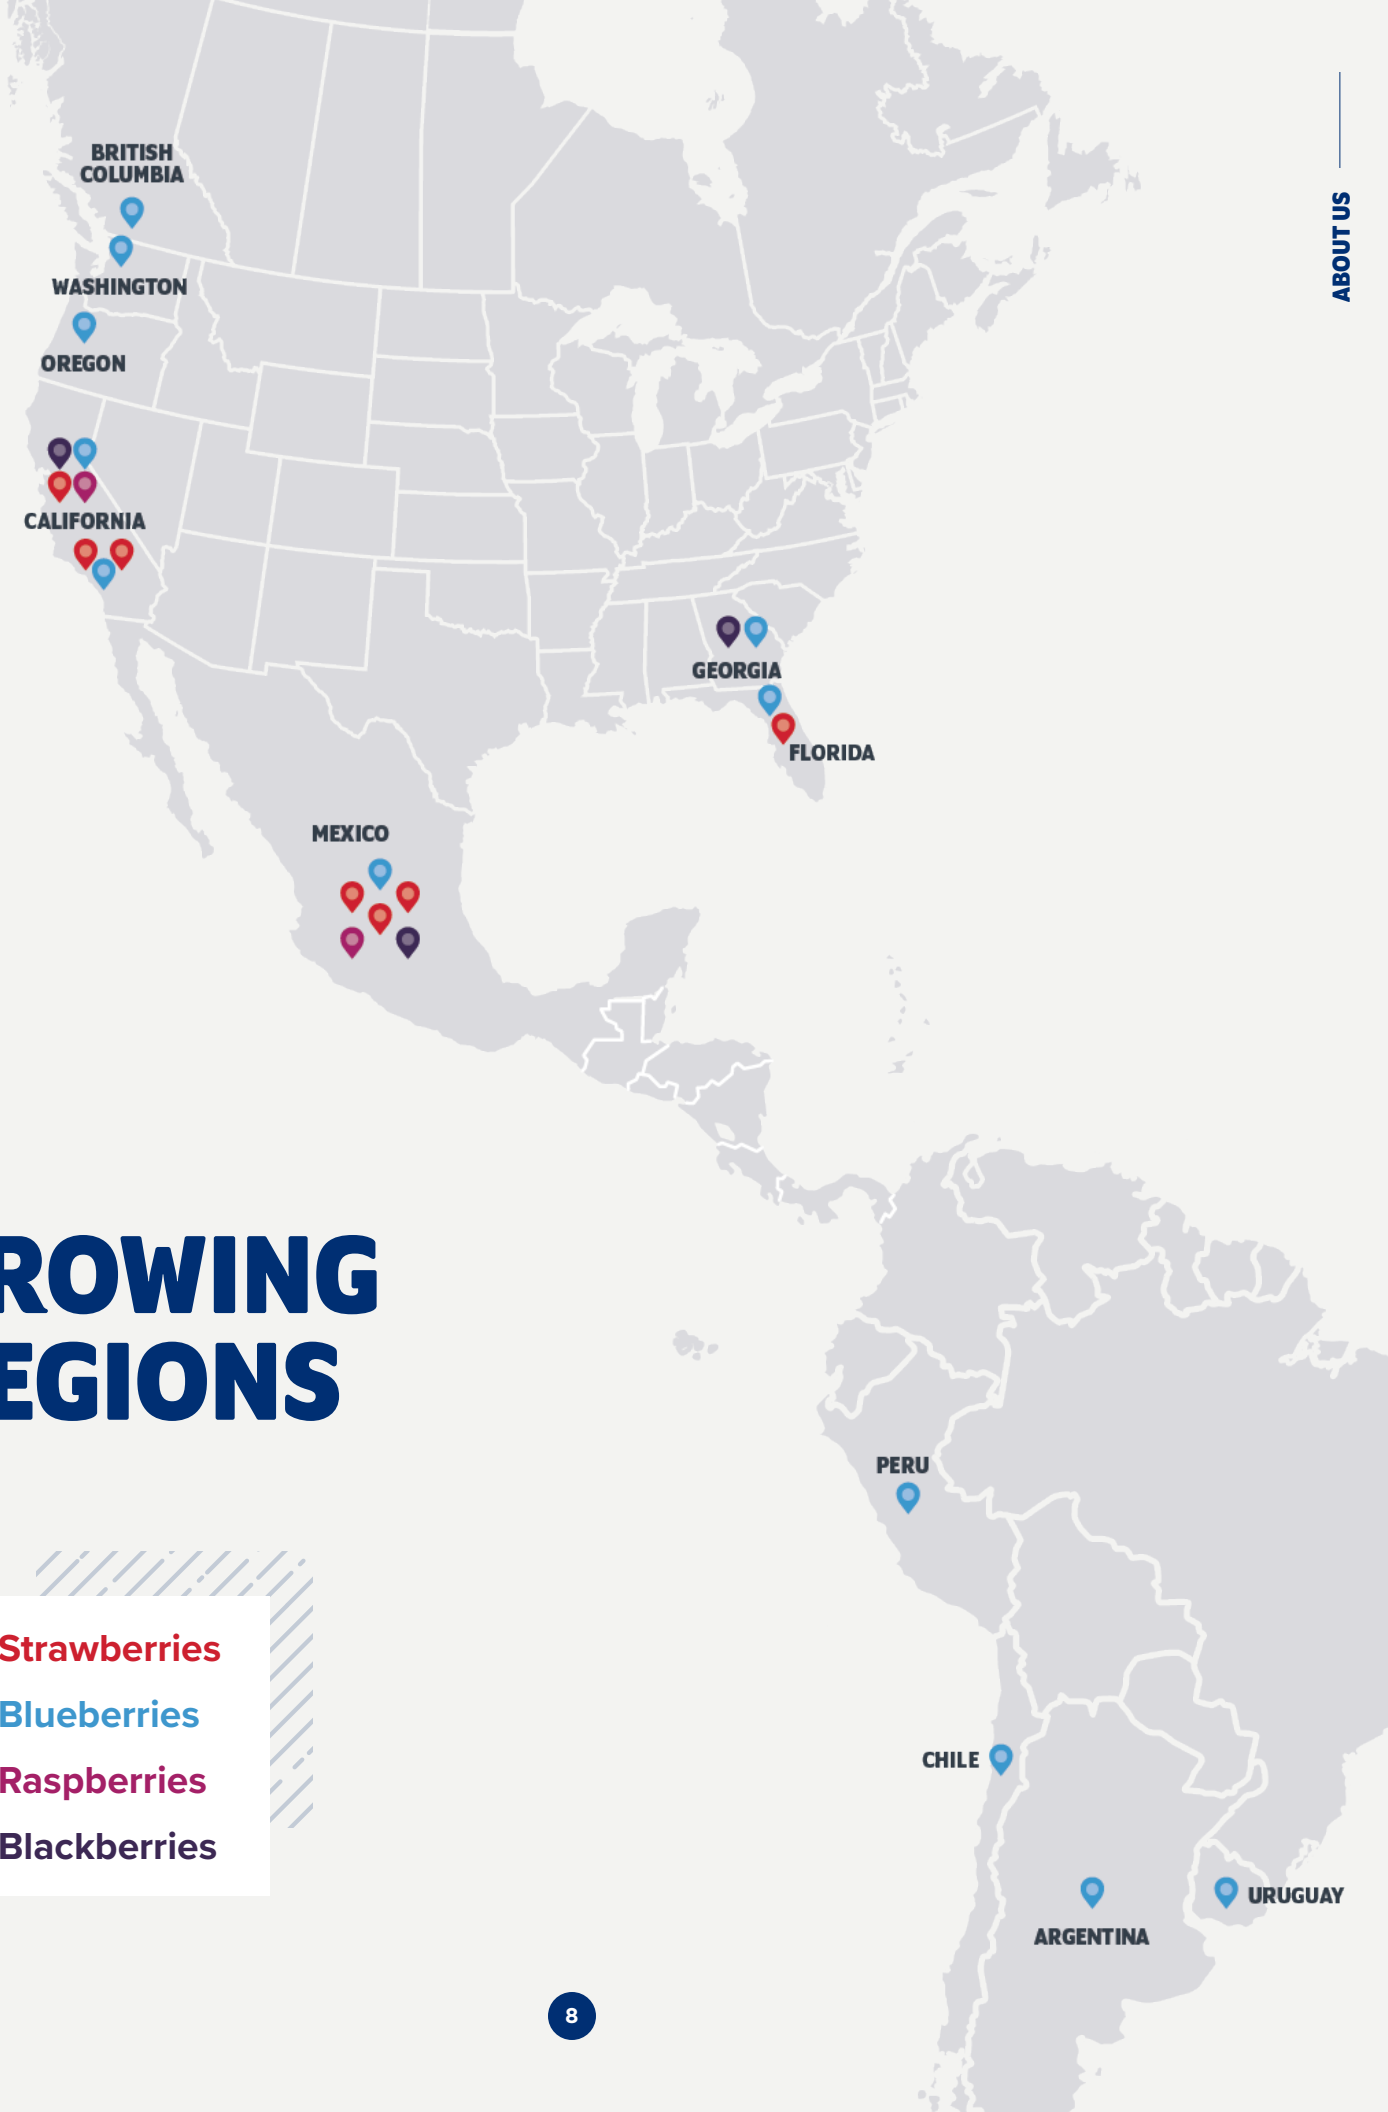 ABOUT US
BRITISH
COLUMBIA
WASHINGTON
OREGON
CALIFORNIA
GEORGIA
FLORIDA
MEXICO
ROWING
EGIONS
PERU
Strawberries
Blueberries
Raspberries
Blackberries
CHILE
URUGUAY
ARGENTINA
8